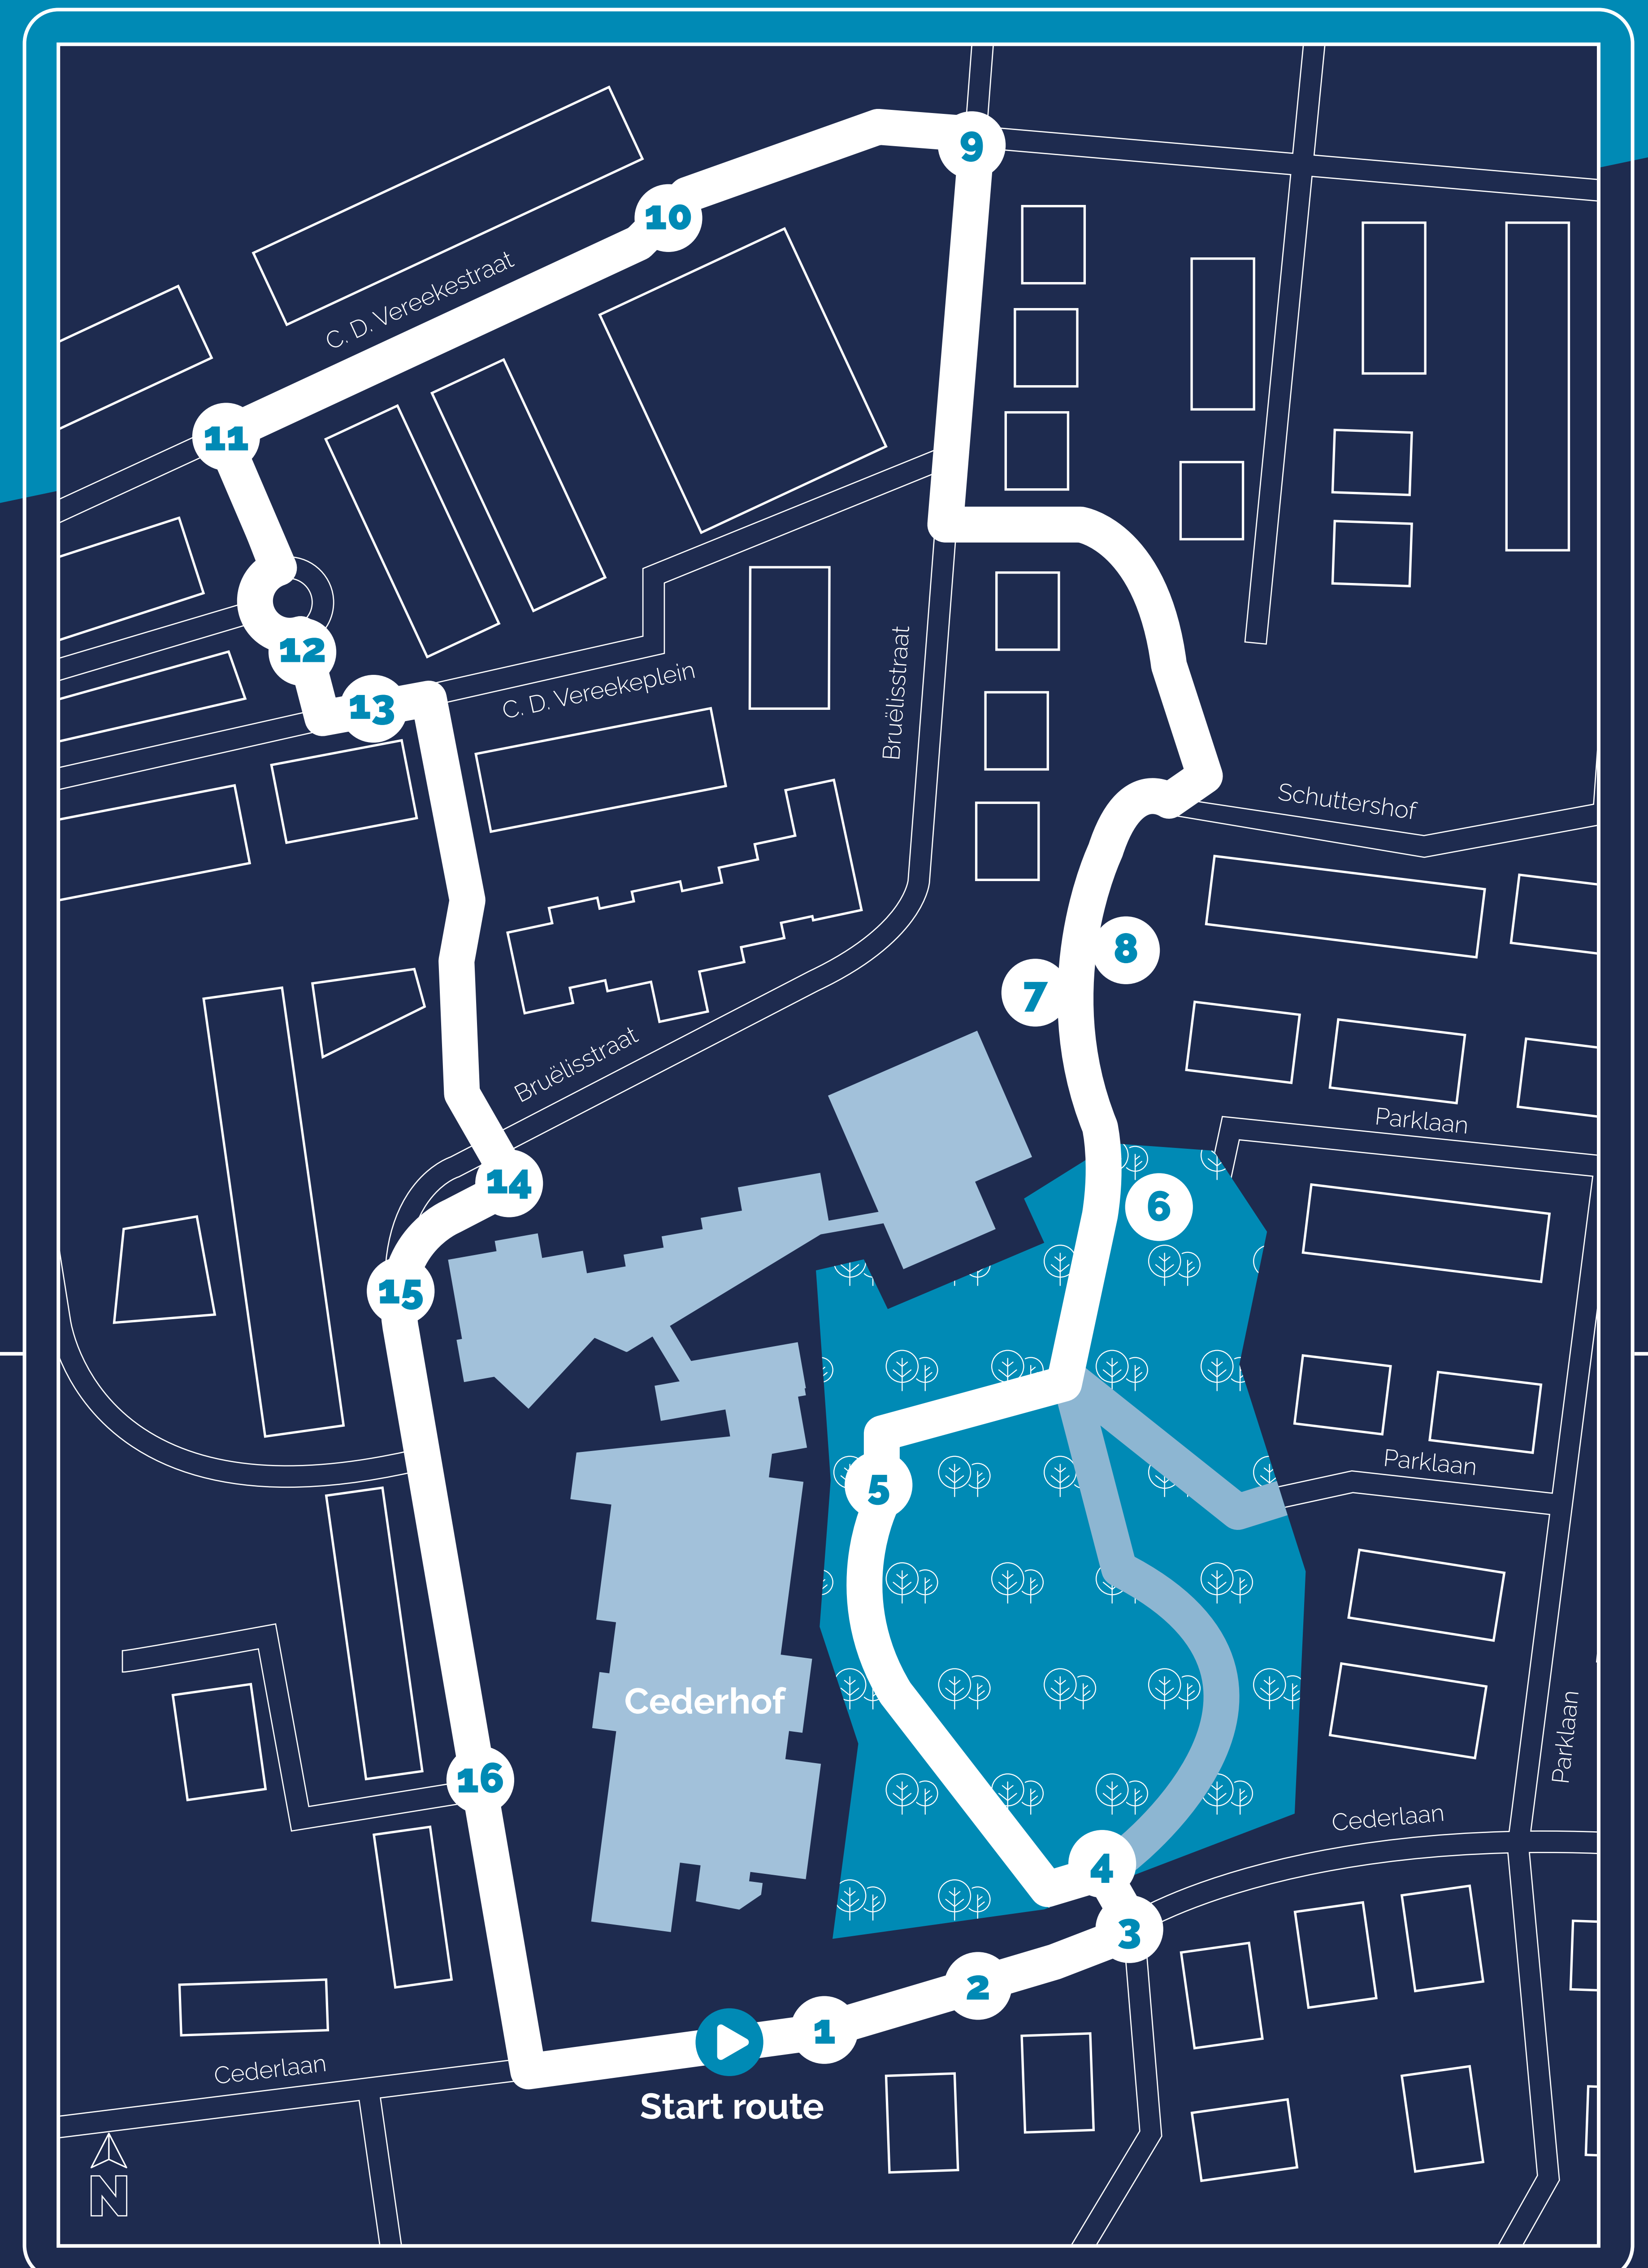 9
10
C. D. Vereekestraat
11
12
13
C. D. Vereekeplein
Bruëlisstraat
Schuttershof
8
7
Bruëlisstraat
Parklaan
14
6
15
Parklaan
5
Cederhof
Parklaan
16
Cederlaan
4
3
2
1
Start route
Cederlaan
N